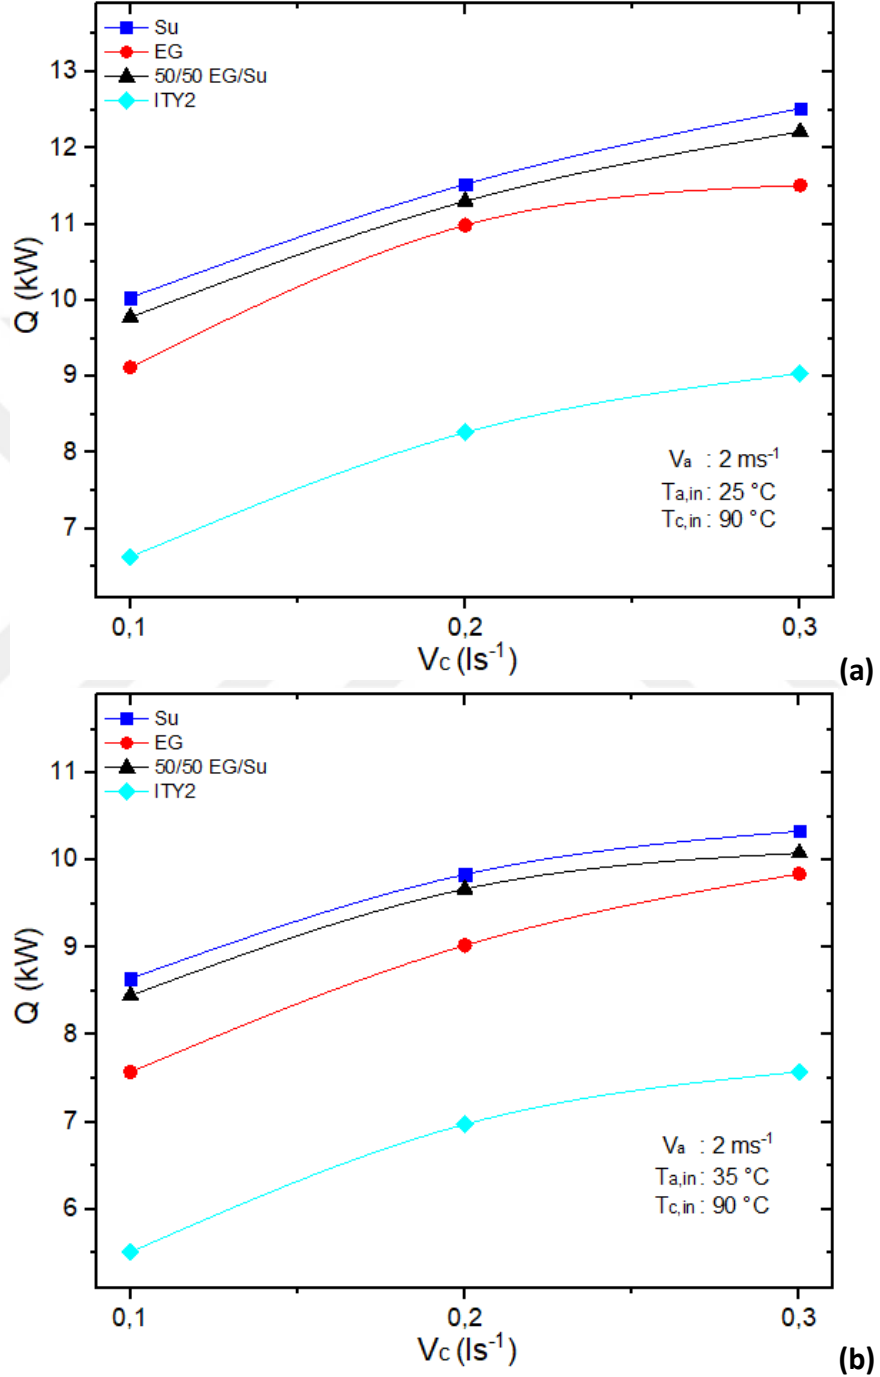 Su
EG
50/50 EG/Su
ITY2
13
12
11
10
9
8
7
Q (kW)
Va : 2 ms-1
Ta,in : 25 °C
Tc,in : 90 °C
0,1 0,2 0,3
Vc (ls-1)
(a)
Su
EG
50/50 EG/Su
ITY2
11
10
9
8
7
6
Q (kW)
Va : 2 ms-1
Ta,in : 35 °C
Tc,in : 90 °C
0,1 0,2 0,3
Vc (ls-1)
(b)